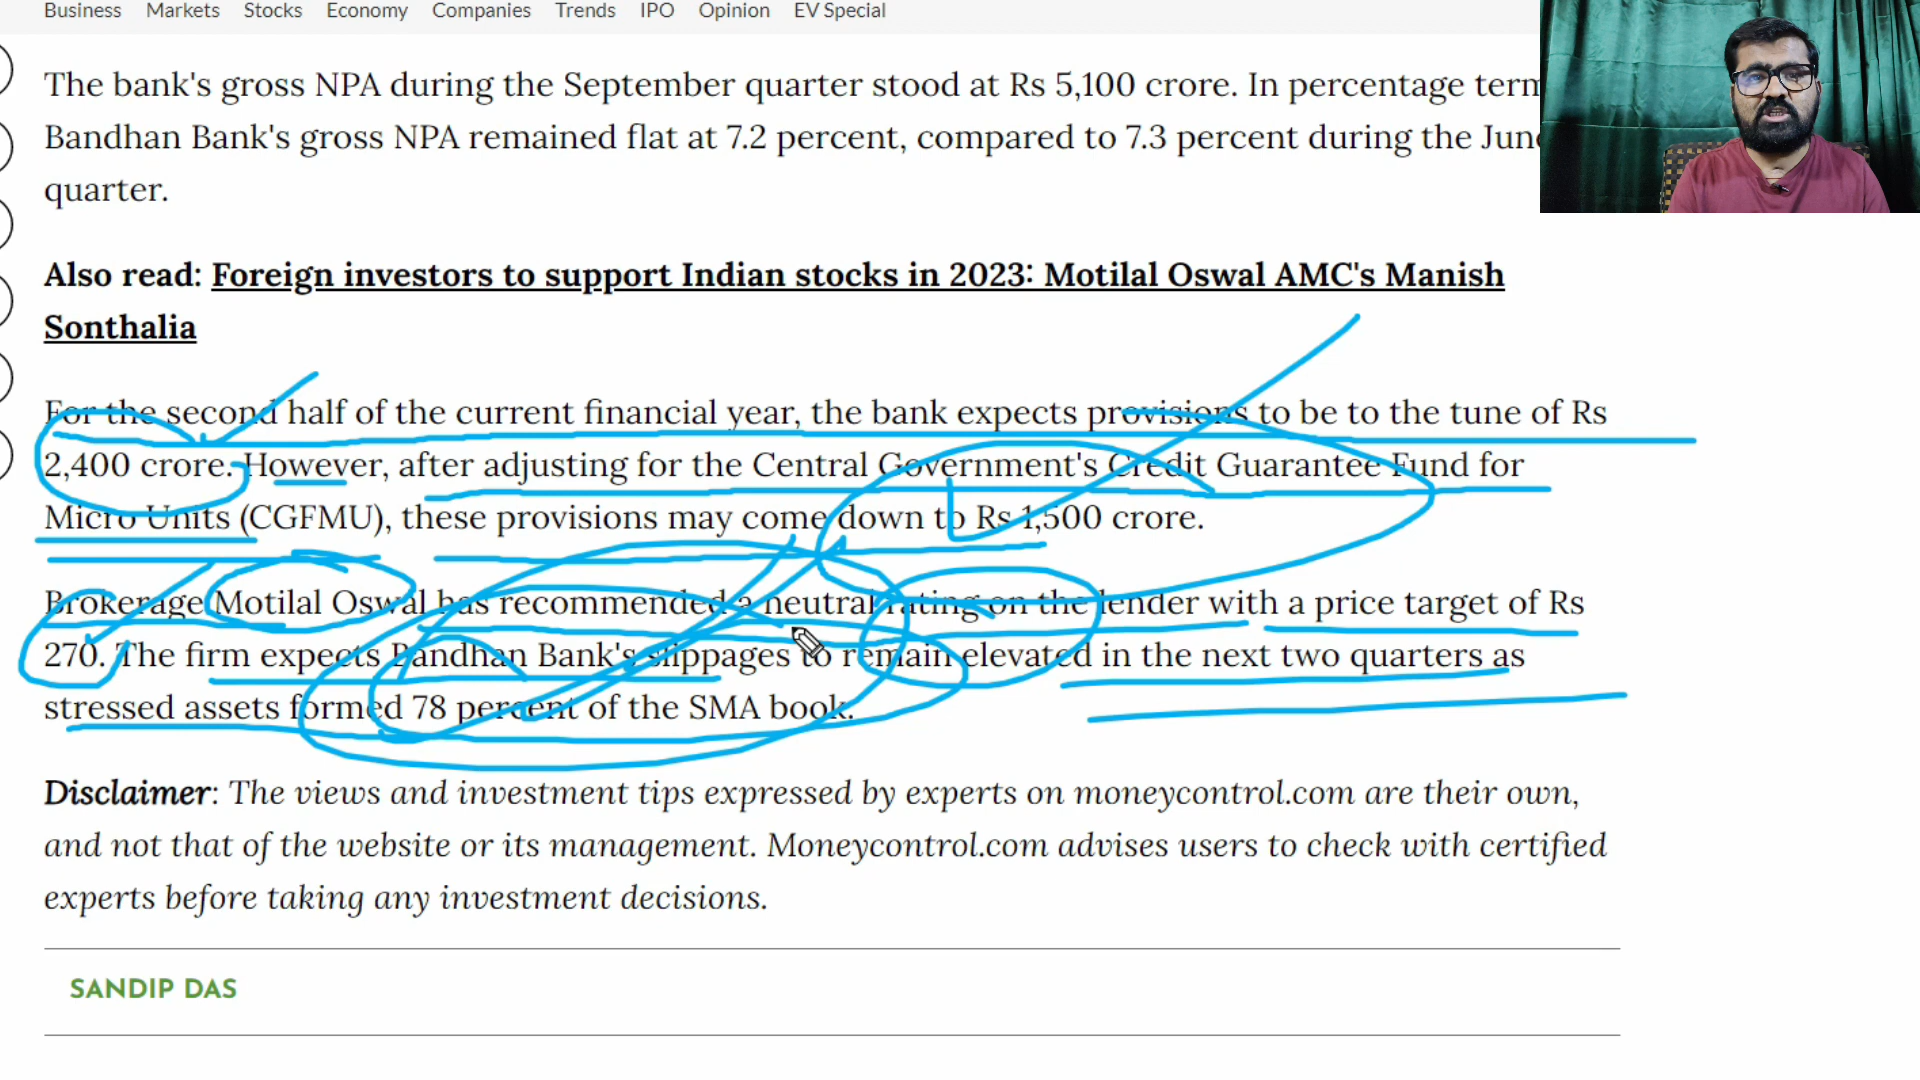 Business Markets Stocks Economy Companies Trends IPO Opinion EV Special
The bank's gross NPA during the September quarter stood at Rs 5,100 crore. In percentage
Bandhan Bank's gross NPA remained flat at 7.2 percent, compared to 7.3 percent during the
quarter.
Also read: Foreign investors to support Indian stocks in 2023: Motilal Oswal AMC's Manish
Sonthalia
For the second half of the current financial year, the bank expects provisions to be to the tune of Rs
2,400 crore. However, after adjusting for the Central Government's Credit Guarantee Fund for
Micro Units (CGFMU), these provisions may come down to Rs 1,500 crore.
Brokerage Motilal Oswal has recommended a neutral rating on the lender with a price target of Rs
270. The firm expects Bandhan Bank's slippages to remain elevated in the next two quarters as
stressed assets formed 78 percent of the SMA book.
Disclaimer: The views and investment tips expressed by experts on moneycontrol.com are their own,
and not that of the website or its management. Moneycontrol.com advises users to check with certified
experts before taking any investment decisions.
SANDIP DAS